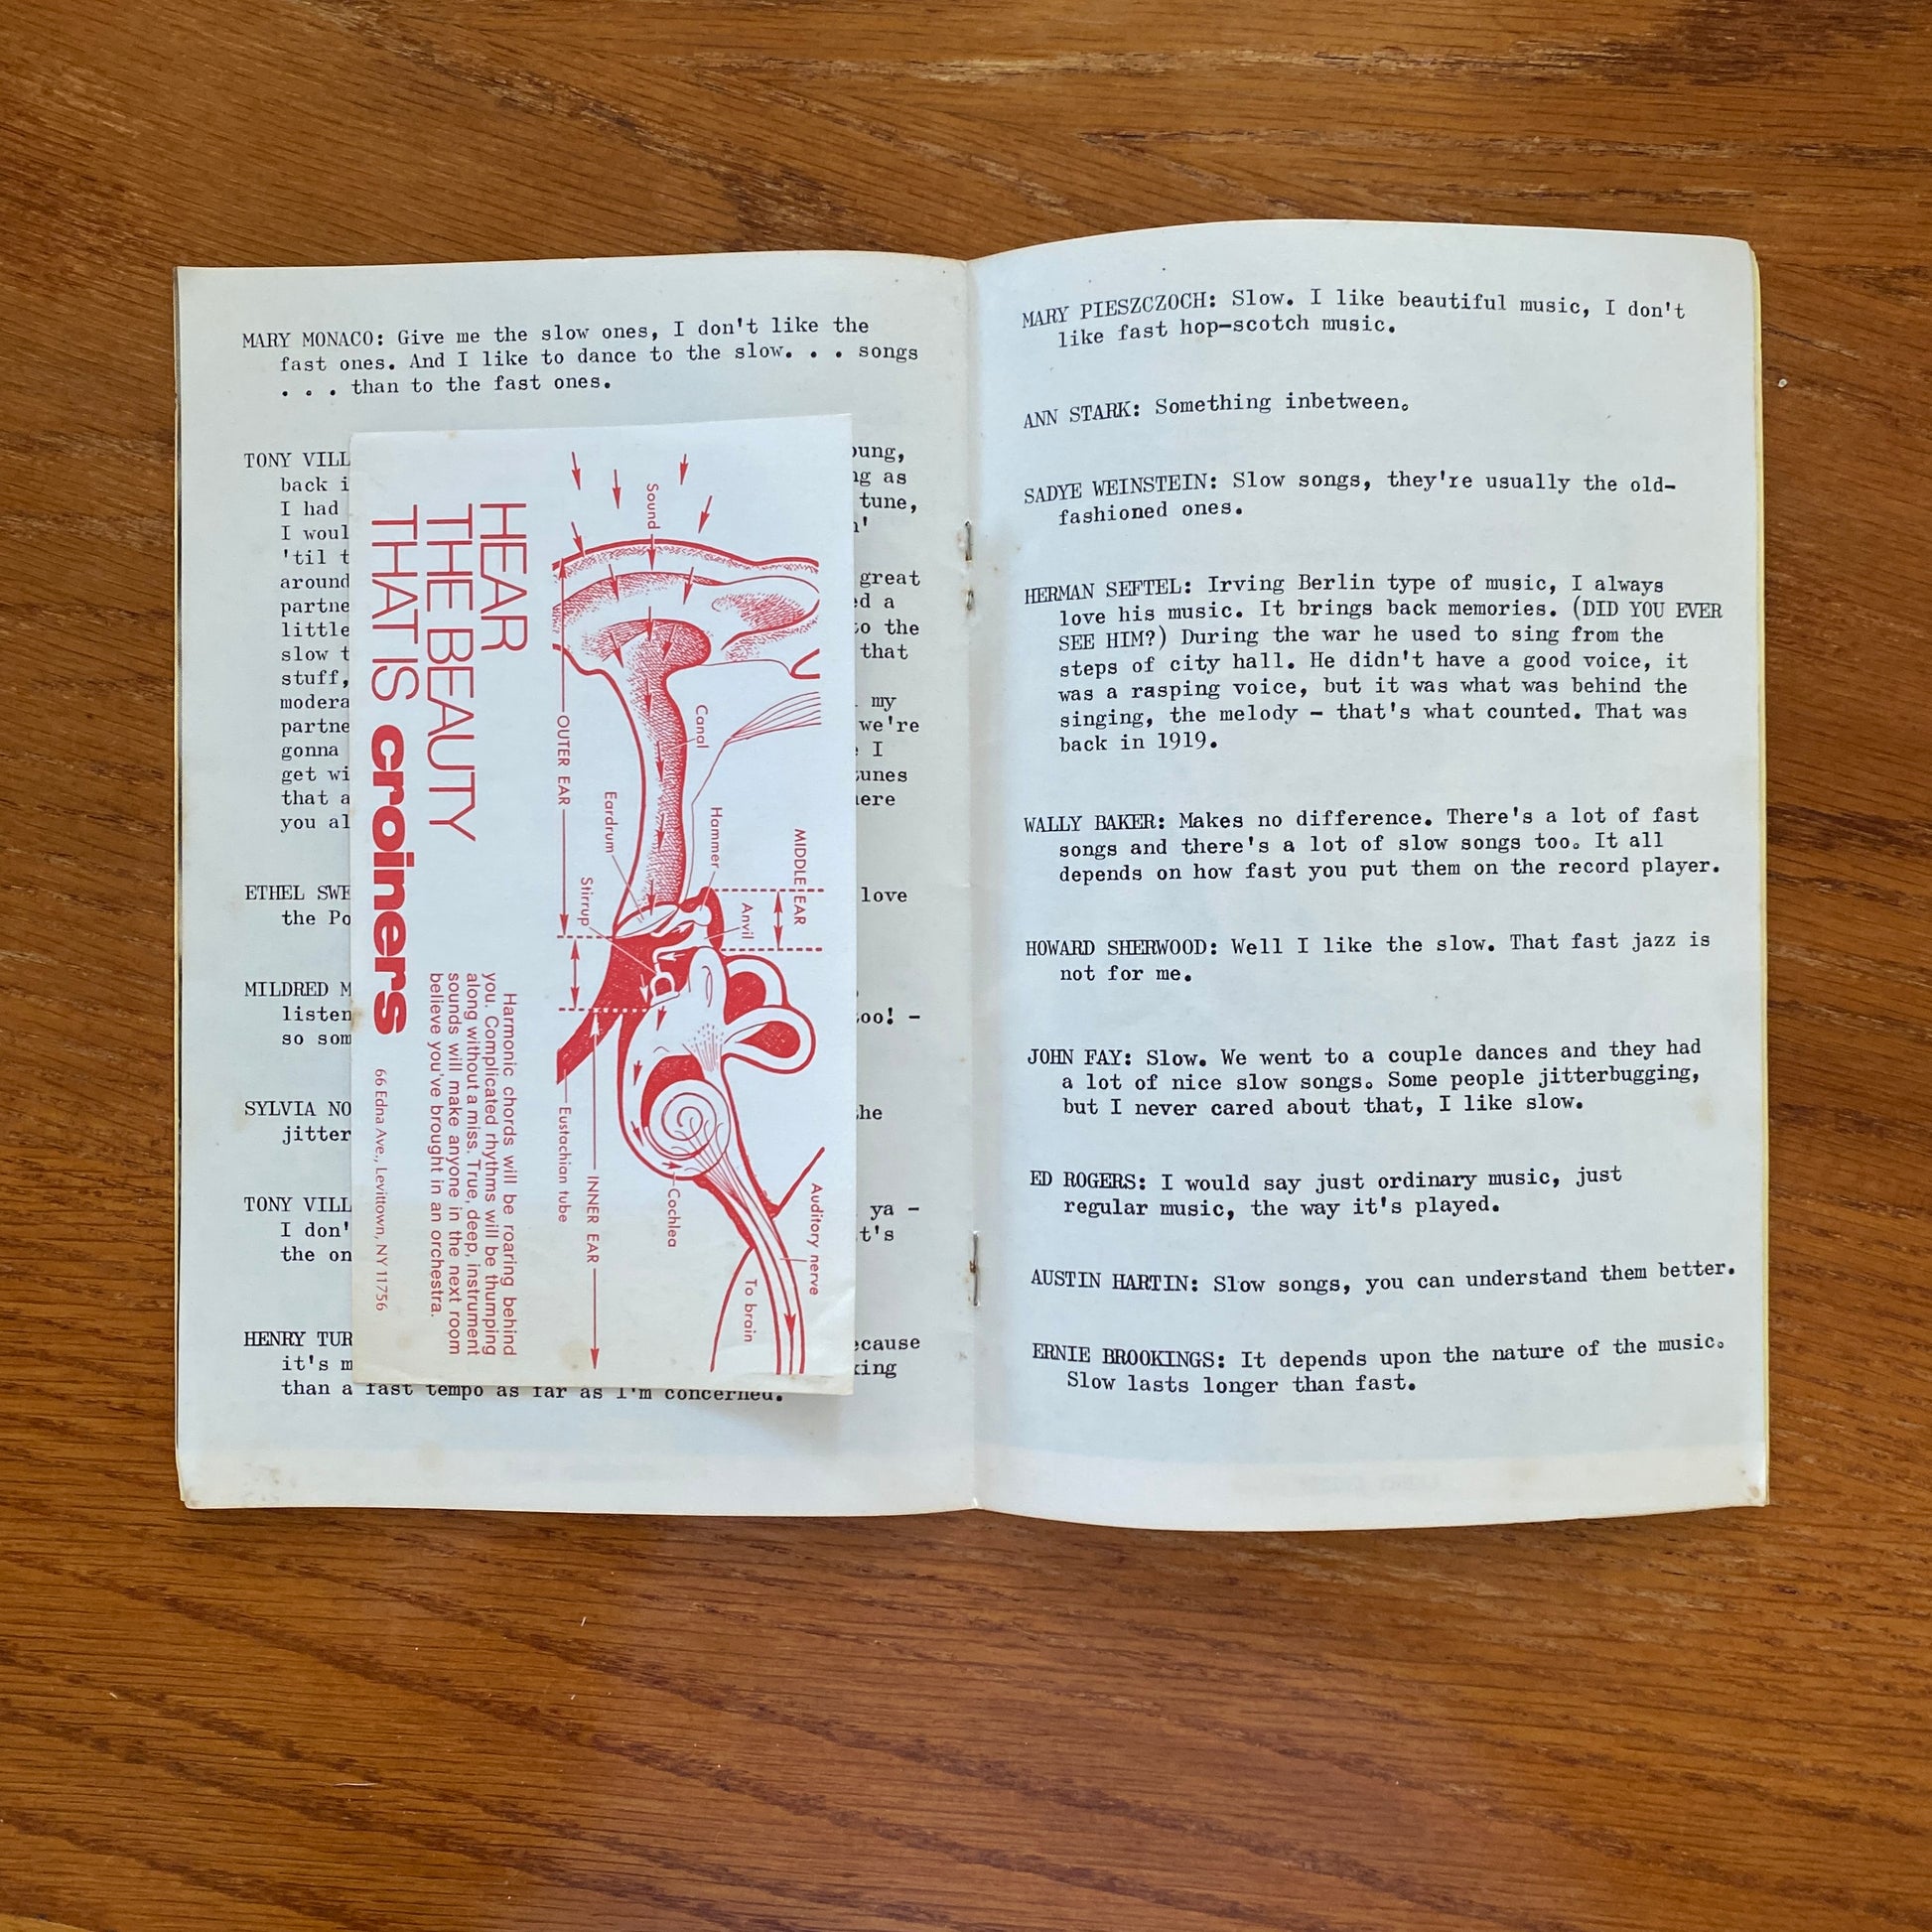 MARY MONACO: Give me the slow ones, I don't like the
fast ones. And I like to dance to the slow. . . songs
. . . than to the fast ones.
TONY VILL
back i
I had
I woul
'til t
around
partne
little
slow t
stuff,
modera
partne
gonna
get wi
that a
you al
ung,
as
tune,
great
a
to the
that
my
we're
I
you al
ETHEL SWE
love
the Po
MILDRED M
listen
too! -
so som
SYLVIA NO
the
jitter
TONY VILL
ya -
I don'
the on
HENRY TUR
it's m
than a fast tempo as far as I'm concerned.
HEAR
THE BEAUTY
THAT IS croiners
Harmonic chords will be roaring behind
you. Complicated rhythms will be thumping
along without a miss. True, deep, instrument
sounds will make anyone in the next room
believe you've brought in an orchestra.
66 Edna Ave., Levittown, NY 11756
Sound
Canal
OUTER EAR
Eardrum
Hammer
MIDDLE EAR
Stirrup
Anvil
Eustachian tube
INNER EAR
Cochlea
Auditory nerve
To brain
MARY PIESZCZOCH: Slow. I like beautiful music, I don't
like fast hop-scotch music.
ANN STARK: Something inbetween.
SADYE WEINSTEIN: Slow songs, they're usually the old-
fashioned ones.
HERMAN SEFTEL: Irving Berlin type of music, I always
love his music. It brings back memories. (DID YOU EVER
SEE HIM?) During the war he used to sing from the
steps of city hall. He didn't have a good voice, it
was a rasping voice, but it was what was behind the
singing, the melody - that's what counted. That was
back in 1919.
WALLY BAKER: Makes no difference. There's a lot of fast
songs and there's a lot of slow songs too. It all
depends on how fast you put them on the record player.
HOWARD SHERWOOD: Well I like the slow. That fast jazz is
not for me.
JOHN FAY: Slow. We went to a couple dances and they had
a lot of nice slow songs. Some people jitterbugging,
but I never cared about that, I like slow.
ED ROGERS: I would say just ordinary music, just
regular music, the way it's played.
AUSTIN HARTIN: Slow songs, you can understand them better.
ERNIE BROOKINGS: It depends upon the nature of the music.
Slow lasts longer than fast.